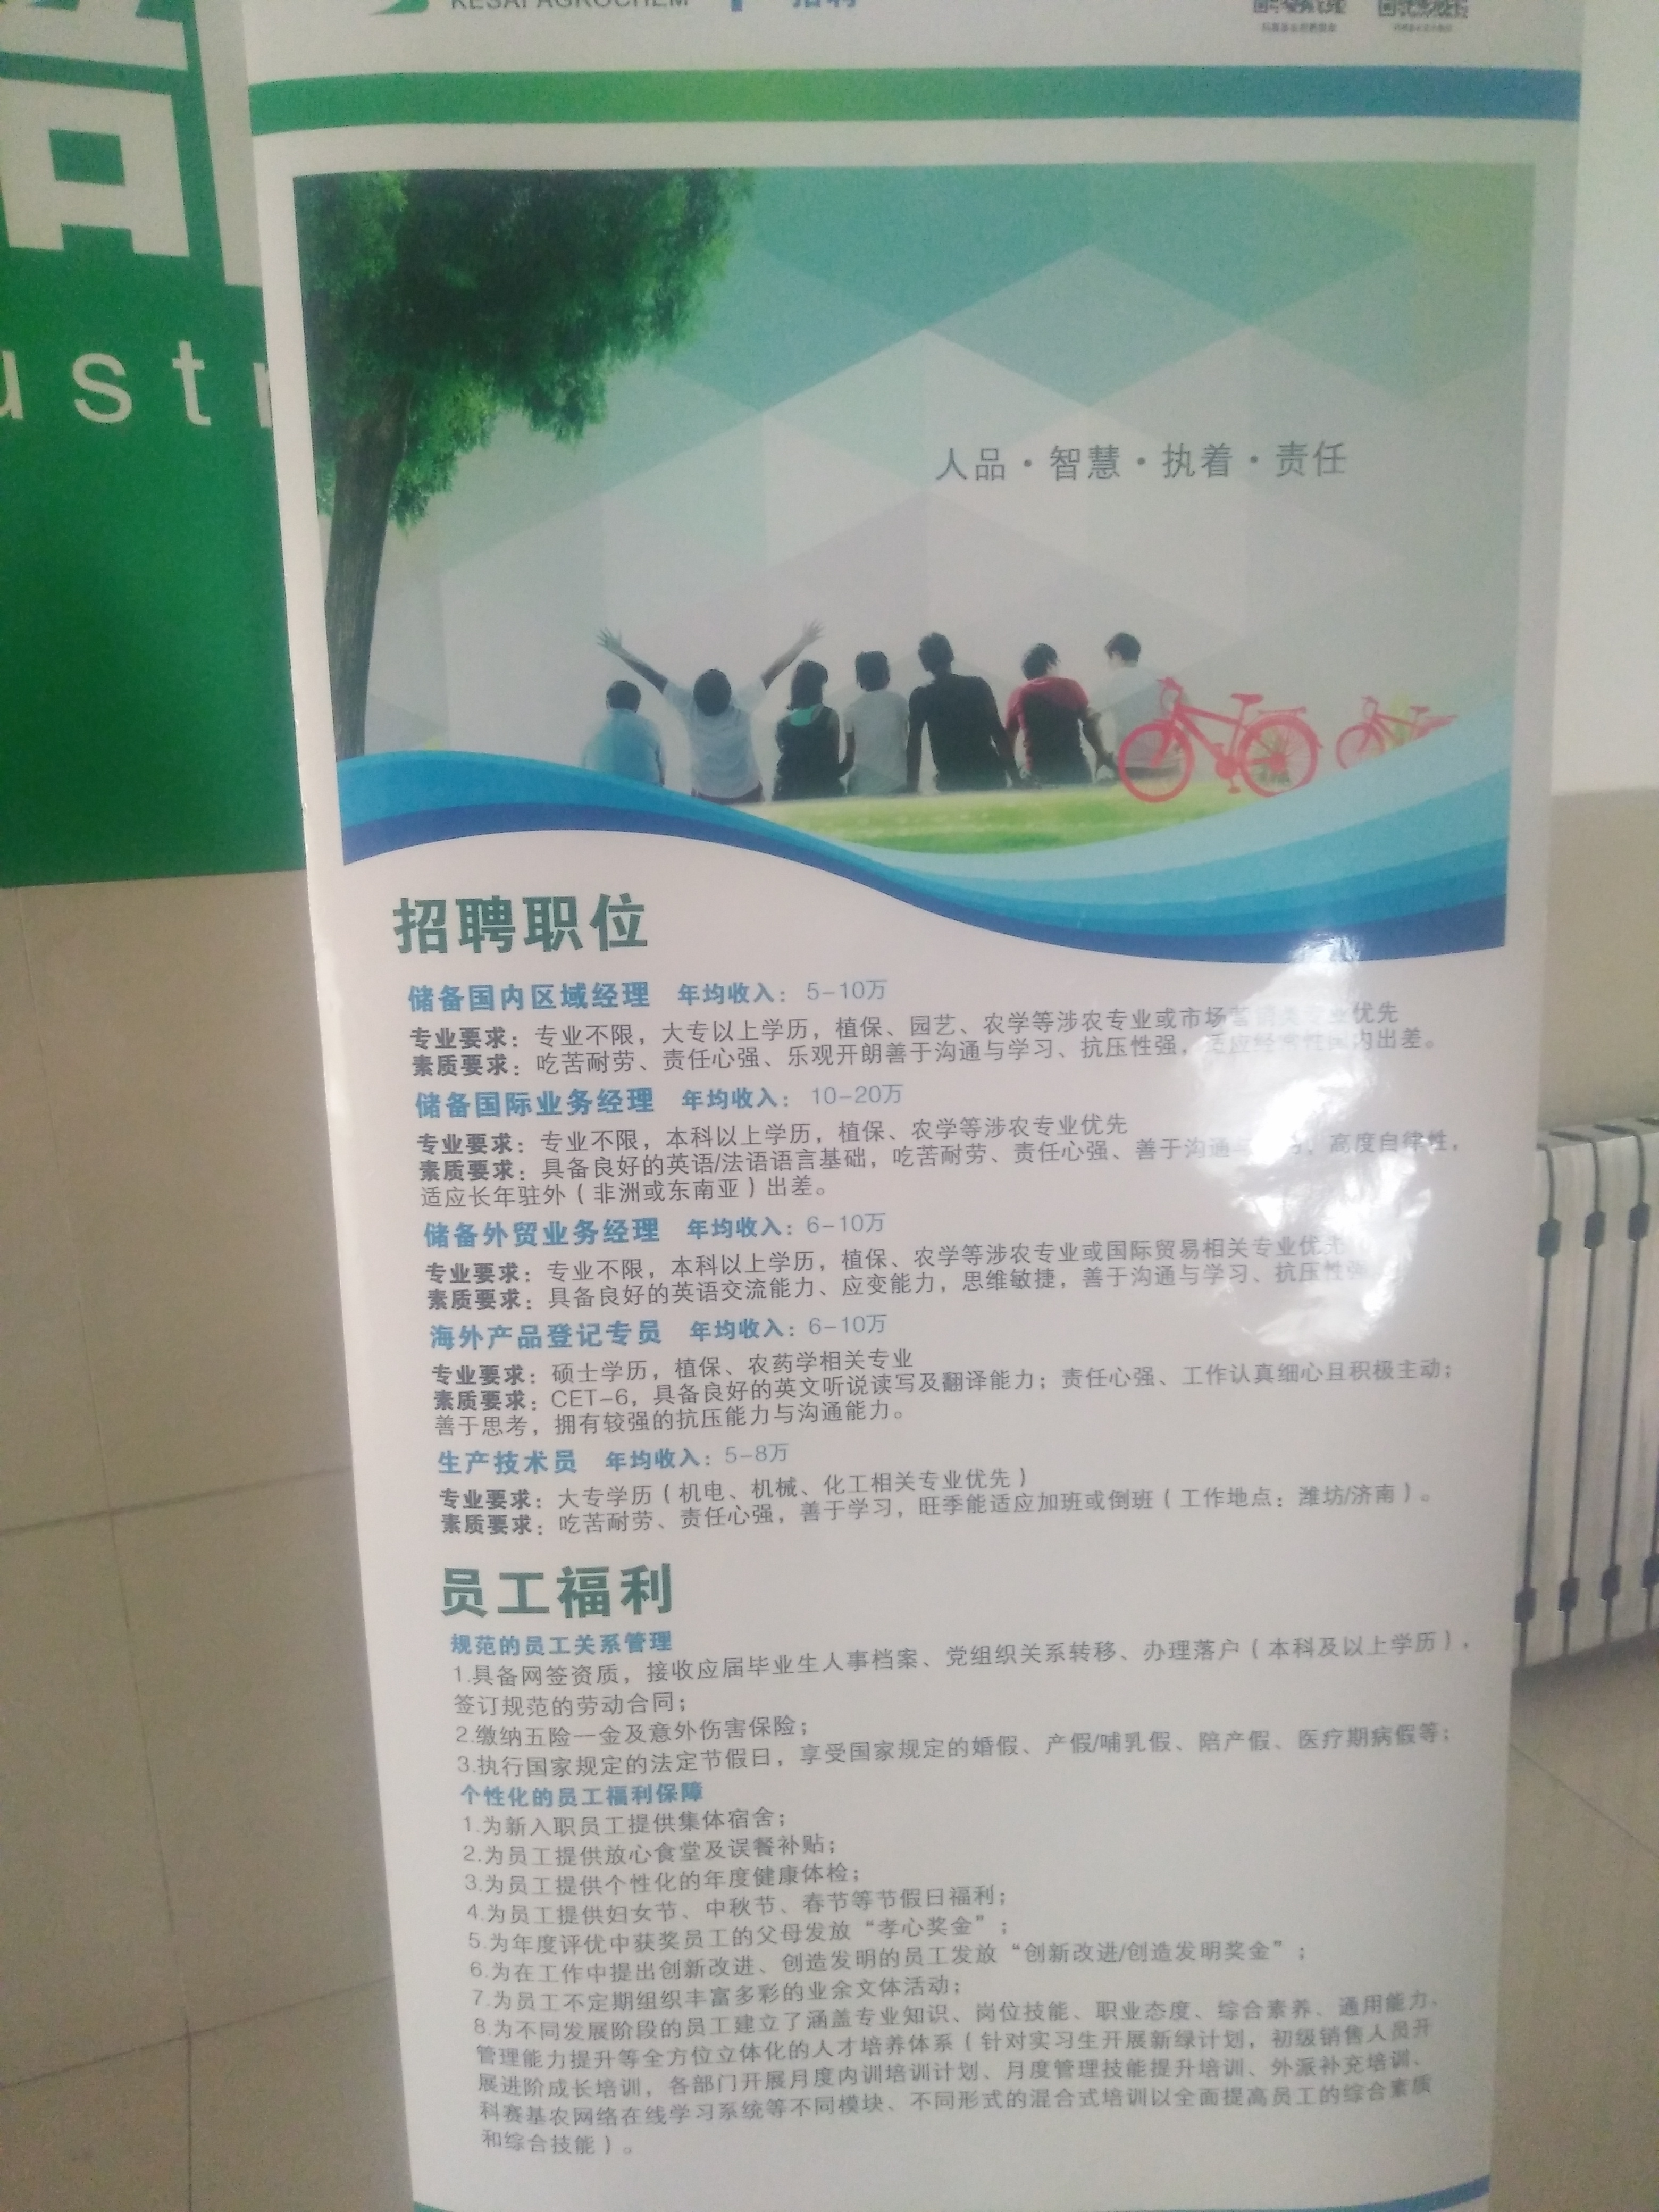 KESAI AGROCHEM
招聘
ustr
人品·智慧·执着·责任
招聘职位
储备国内区域经理 年均收入：5-10万
专业要求：专业不限，大专以上学历，植保、园艺、农学等涉农专业或市场营销类专业优先
素质要求：吃苦耐劳、责任心强、乐观开朗善于沟通与学习、抗压性强，适应经常性国内出差。
储备国际业务经理 年均收入：10-20万
专业要求：专业不限，本科以上学历，植保、农学等涉农专业优先
素质要求：具备良好的英语/法语语言基础，吃苦耐劳、责任心强、善于沟通 高度自律性，
适应长年驻外（非洲或东南亚）出差。
储备外贸业务经理 年均收入：6-10万
专业要求：专业不限，本科以上学历，植保、农学等涉农专业或国际贸易相关专业优先
素质要求：具备良好的英语交流能力、应变能力，思维敏捷，善于沟通与学习、抗压性强
海外产品登记专员 年均收入：6-10万
专业要求：硕士学历，植保、农药学相关专业
素质要求：CET-6，具备良好的英文听说读写及翻译能力；责任心强、工作认真细心且积极主动；
善于思考，拥有较强的抗压能力与沟通能力。
生产技术员 年均收入：5-8万
专业要求：大专学历（机电、机械、化工相关专业优先）
素质要求：吃苦耐劳、责任心强，善于学习，旺季能适应加班或倒班（工作地点：潍坊/济南）。
员工福利
规范的员工关系管理
1.具备网签资质，接收应届毕业生人事档案、党组织关系转移、办理落户（本科及以上学历），
签订规范的劳动合同；
2.缴纳五险一金及意外伤害保险；
3.执行国家规定的法定节假日，享受国家规定的婚假、产假/哺乳假、陪产假、医疗期病假等；
个性化的员工福利保障
1.为新入职员工提供集体宿舍；
2.为员工提供放心食堂及误餐补贴；
3.为员工提供个性化的年度健康体检；
4.为员工提供妇女节、中秋节、春节等节假日福利；
5.为年度评优中获奖员工的父母发放“孝心奖金”；
6.为在工作中提出创新改进、创造发明的员工发放“创新改进/创造发明奖金”；
7.为员工不定期组织丰富多彩的业余文体活动；
8.为不同发展阶段的员工建立了涵盖专业知识、岗位技能、职业态度、综合素养、通用能力、
管理能力提升等全方位立体化的人才培养体系（针对实习生开展新绿计划，初级销售人员开
展进阶成长培训，各部门开展月度内训培训计划、月度管理技能提升培训、外派补充培训、
科赛基农网络在线学习系统等不同模块、不同形式的混合式培训以全面提高员工的综合素质
和综合技能）。